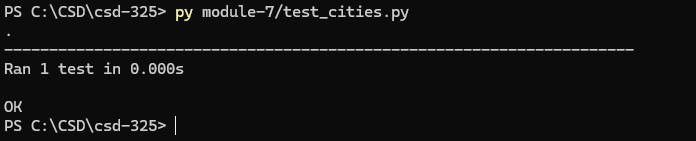 PS C:\CSD\csd-325> py module-7/test_cities.py
.
----------------------------------------------------------------------
Ran 1 test in 0.000s
OK
PS C:\CSD\csd-325>